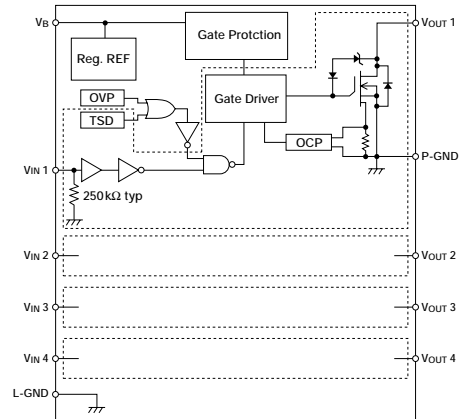 VB
Gate Protction
VOUT 1
Reg. REF
OVP
TSD
Gate Driver
OCP
P-GND
VIN 1
250kΩ typ
VIN 2
VOUT 2
VIN 3
VOUT 3
VIN 4
VOUT 4
L-GND